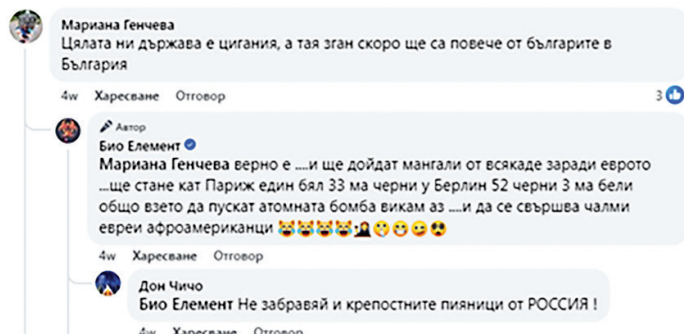 Мариана Генчева
Цялата ни държава е цигания, а тая зган скоро ще са повече от българите в
България
4w Харесване Отговор 3
Автор
Био Елемент
Мариана Генчева верно е ....и ще дойдат мангали от всякаде заради еврото
...ще стане кат Париж един бял 33 ма черни у Берлин 52 черни 3 ма бели
общо взето да пускат атомната бомба викам аз ....и да се свършва чалми
евреи афроамериканци 😹😹😹😹🤦‍♀️🤣😷😜☢️
4w Харесване Отговор
Дон Чичо
Био Елемент Не забравяй и крепостните пияници от РОССИЯ !
4w Харесване Отговор